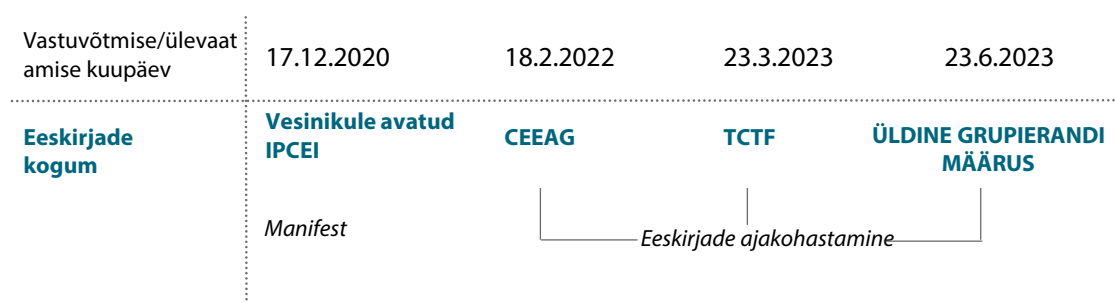 Vastuvõtmise/ülevaat
amise kuupäev
17.12.2020 18.2.2022 23.3.2023 23.6.2023
Eeskirjade
kogum
Vesinikule avatud
IPCEI
CEEAG
TCTF
ÜLDINE GRUPIERANDI
MÄÄRUS
Manifest
Eeskirjade ajakohastamine